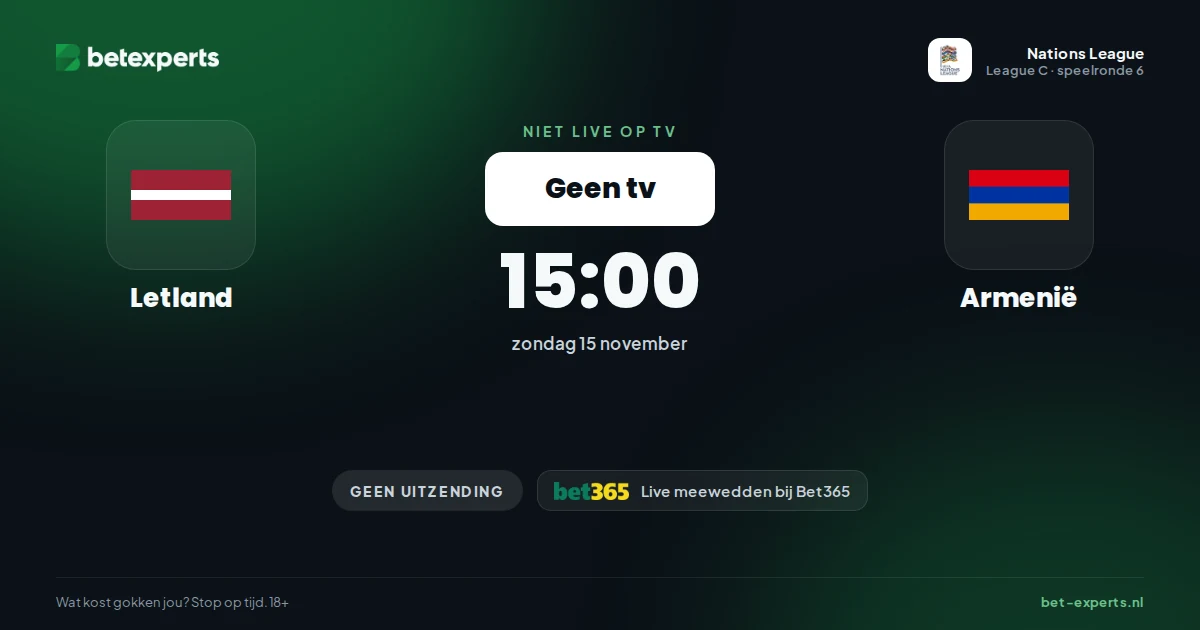 betexperts
Nations League
League C · speelronde 6
NIET LIVE OP TV
Geen tv
15:00
zondag 15 november
Letland
Armenië
GEEN UITZENDING
bet365 Live meewedden bij Bet365
Wat kost gokken jou? Stop op tijd. 18+
bet-experts.nl